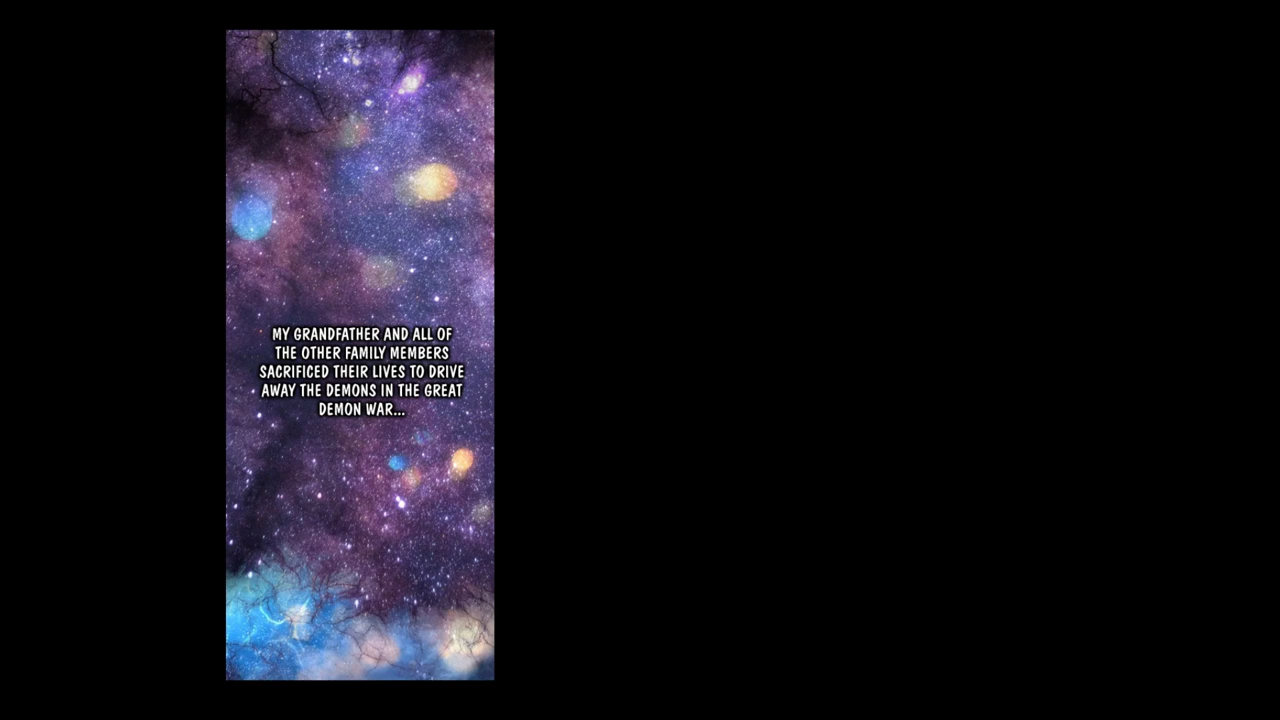 MY GRANDFATHER AND ALL OF
THE OTHER FAMILY MEMBERS
SACRIFICED THEIR LIVES TO DRIVE
AWAY THE DEMONS IN THE GREAT
DEMON WAR...